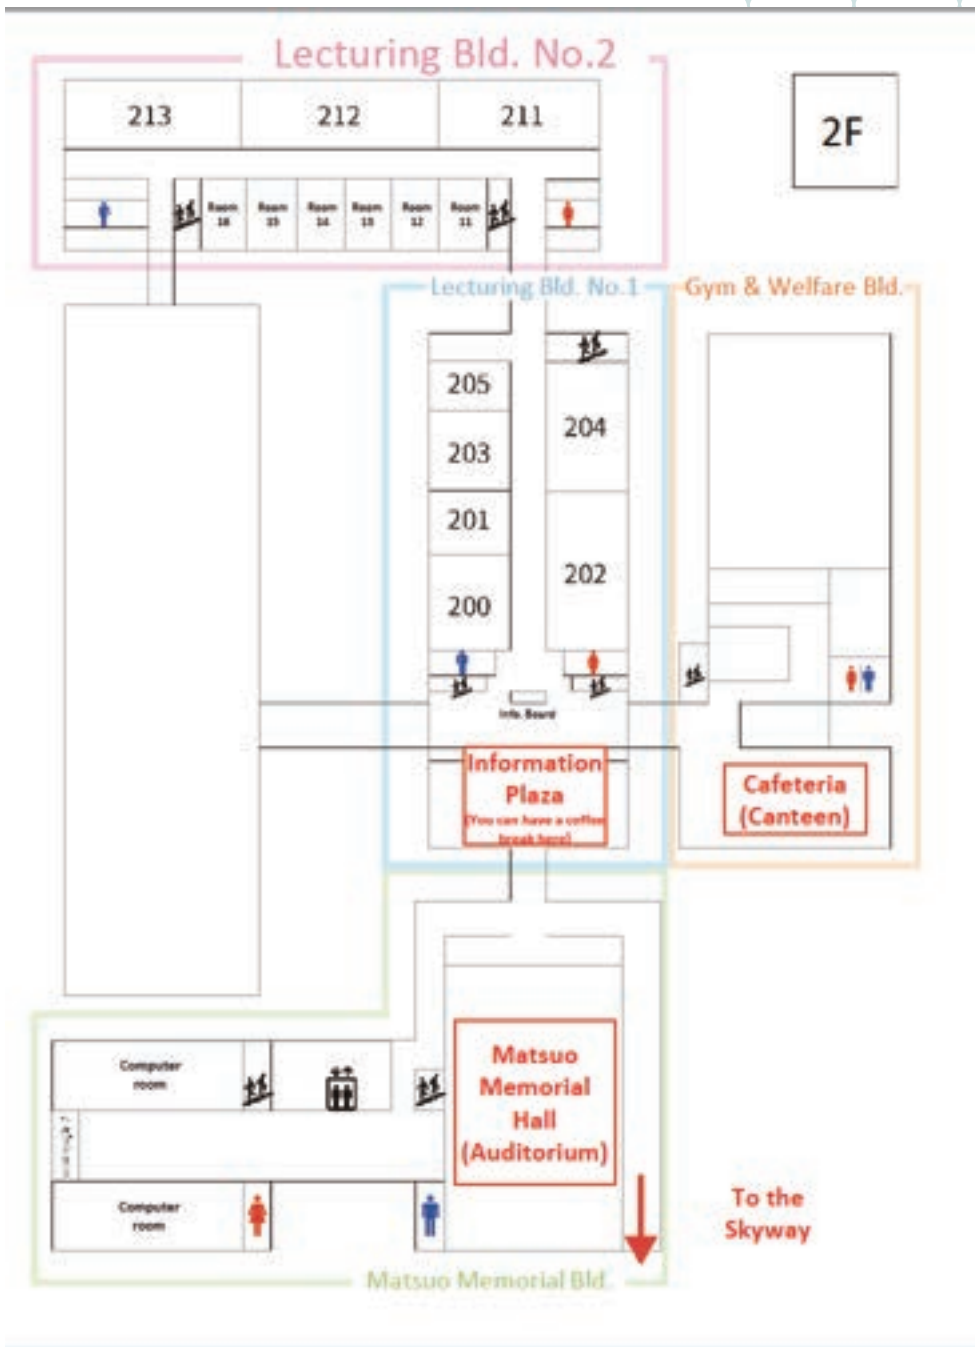 Lecturing Bld. No.2
213
212
211
2F
Room
16
Room
15
Room
14
Room
13
Room
12
Room
11
Lecturing Bld. No.1
Gym & Welfare Bld.
205
203
204
201
202
200
Info. Board
Information
Plaza
(You can have a coffee
break here)
Cafeteria
(Canteen)
Computer
room
Matsuo
Memorial
Hall
(Auditorium)
Computer
room
To the
Skyway
Matsuo Memorial Bld.